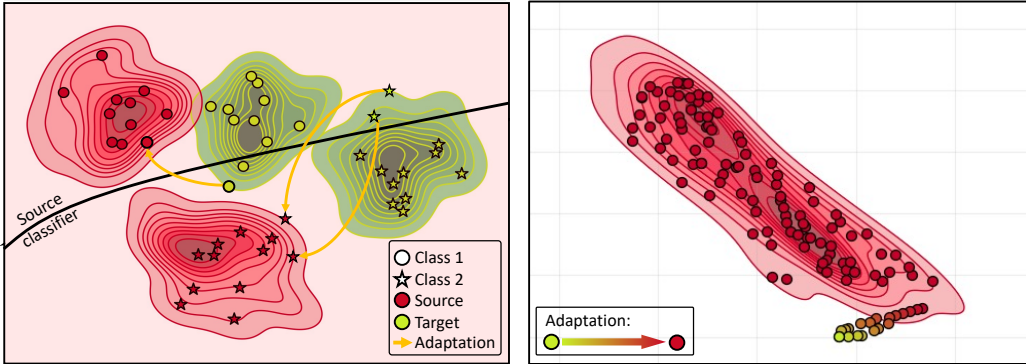 Source
classifier
Class 1
Class 2
Source
Target
Adaptation
Adaptation: